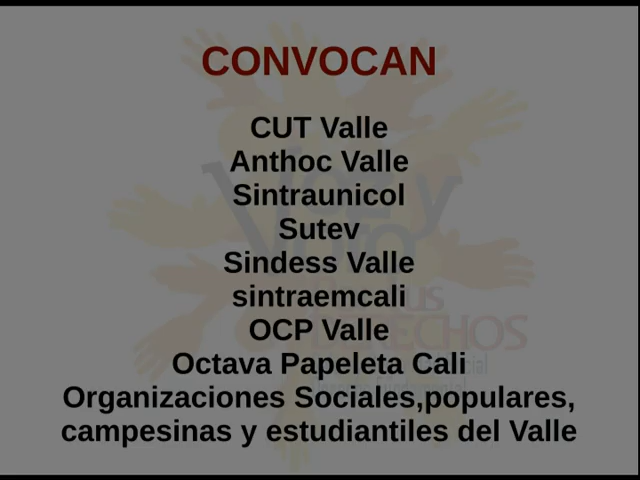 CONVOCAN
CUT Valle
Anthoc Valle
Sintraunicol
Sutev
Sindess Valle
sintraemcali
OCP Valle
Octava Papeleta Cali
Organizaciones Sociales,populares,
campesinas y estudiantiles del Valle